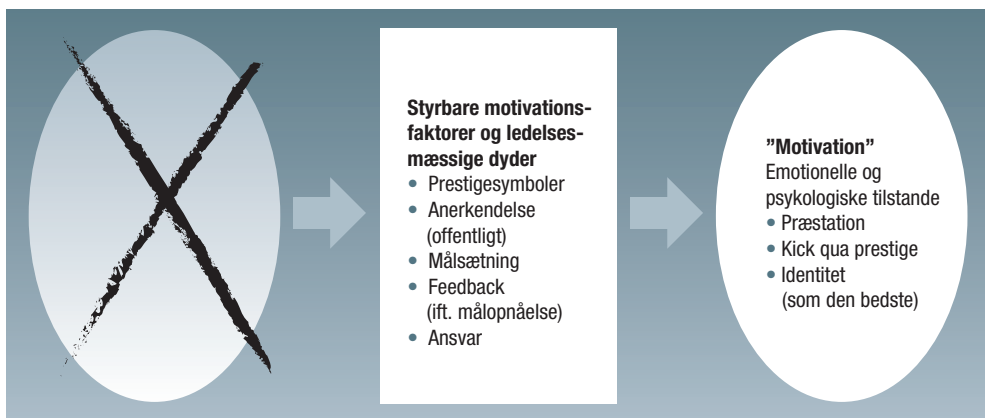 Styrbare motivations-
faktorer og ledelses-
mæssige dyder
• Prestigesymboler
• Anerkendelse
(offentligt)
• Målsætning
• Feedback
(ift. målopnåelse)
• Ansvar
”Motivation”
Emotionelle og
psykologiske tilstande
• Præstation
• Kick qua prestige
• Identitet
(som den bedste)